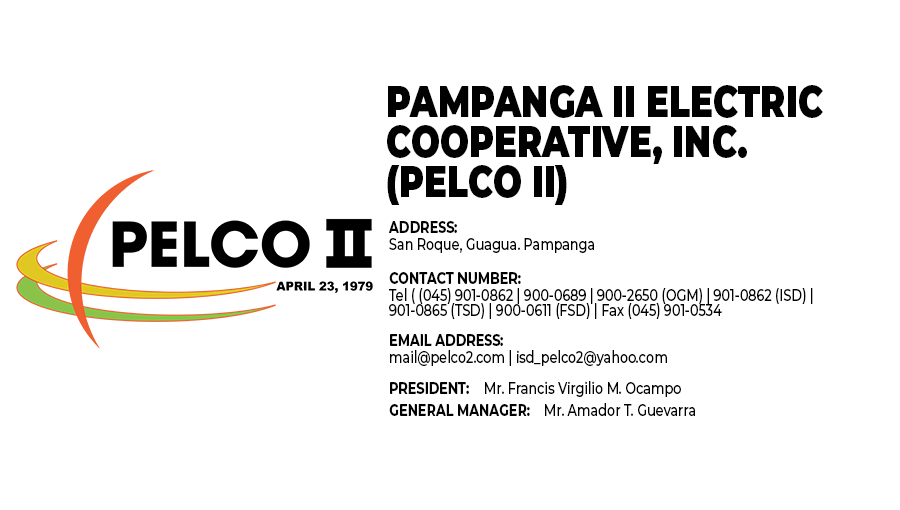 PELCO II
APRIL 23, 1979
PAMPANGA II ELECTRIC
COOPERATIVE, INC.
(PELCO II)
ADDRESS:
San Roque, Guagua. Pampanga
CONTACT NUMBER:
Tel ( (045) 901-0862 | 900-0689 | 900-2650 (OGM) | 901-0862 (ISD) |
901-0865 (TSD) | 900-0611 (FSD) | Fax (045) 901-0534
EMAIL ADDRESS:
mail@pelco2.com | isd_pelco2@yahoo.com
PRESIDENT: Mr. Francis Virgilio M. Ocampo
GENERAL MANAGER: Mr. Amador T. Guevarra